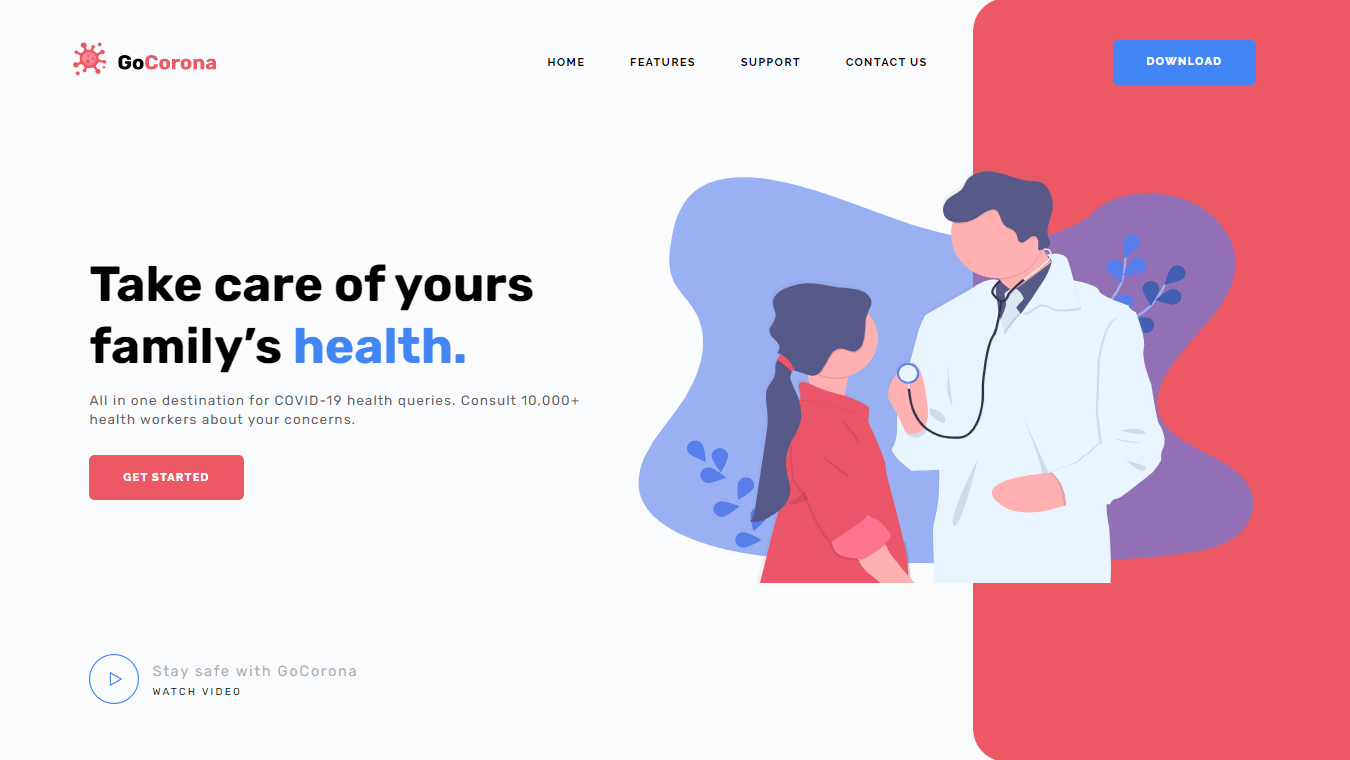 GoCorona
HOME
FEATURES
SUPPORT
CONTACT US
DOWNLOAD
Take care of yours
family’s health.
All in one destination for COVID-19 health queries. Consult 10,000+
health workers about your concerns.
GET STARTED
Stay safe with GoCorona
WATCH VIDEO